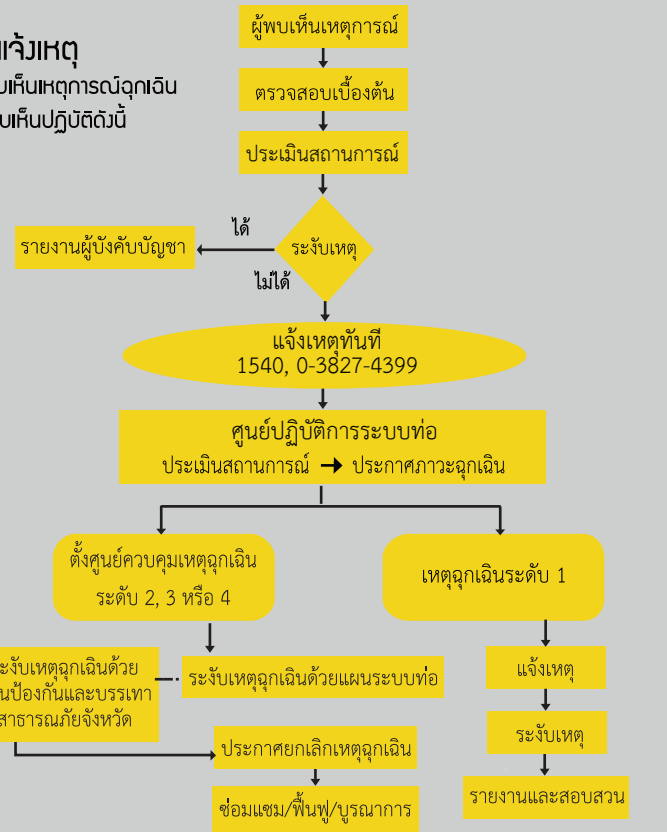 ผู้พบเห็นเหตุการณ์
ตรวจสอบเบื้องต้น
ประเมินสถานการณ์
ระงับเหตุ
ได้
รายงานผู้บังคับบัญชา
ไม่ได้
แจ้งเหตุทันที
1540, 0-3827-4399
ศูนย์ปฏิบัติการระบบท่อ
ประเมินสถานการณ์ → ประกาศภาวะฉุกเฉิน
ตั้งศูนย์ควบคุมเหตุฉุกเฉิน
ระดับ 2, 3 หรือ 4
เหตุฉุกเฉินระดับ 1
ระงับเหตุฉุกเฉินด้วยแผนระบบท่อ
เหตุฉุกเฉินด้วย
ป้องกันและบรรเทา
สาธารณภัยจังหวัด
ประกาศยกเลิกเหตุฉุกเฉิน
ซ่อมแซม/ฟื้นฟู/บูรณาการ
แจ้งเหตุ
ระงับเหตุ
รายงานและสอบสวน
แจ้งเหตุ
เห็นเหตุการณ์ฉุกเฉิน
เห็นปฏิบัติดังนี้